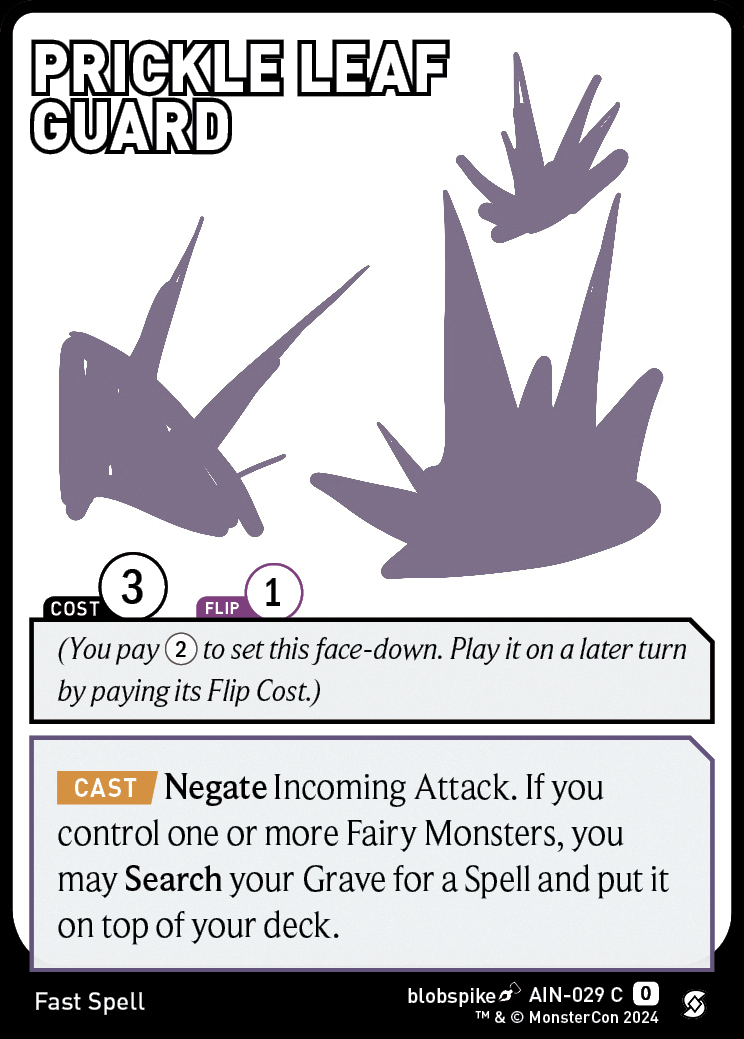 PRICKLE LEAF
GUARD
COST 3 FLIP 1
(You pay 2 to set this face-down. Play it on a later turn
by paying its Flip Cost.)
CAST Negate Incoming Attack. If you
control one or more Fairy Monsters, you
may Search your Grave for a Spell and put it
on top of your deck.
Fast Spell
blobspike AIN-029 C 0
™ & © MonsterCon 2024